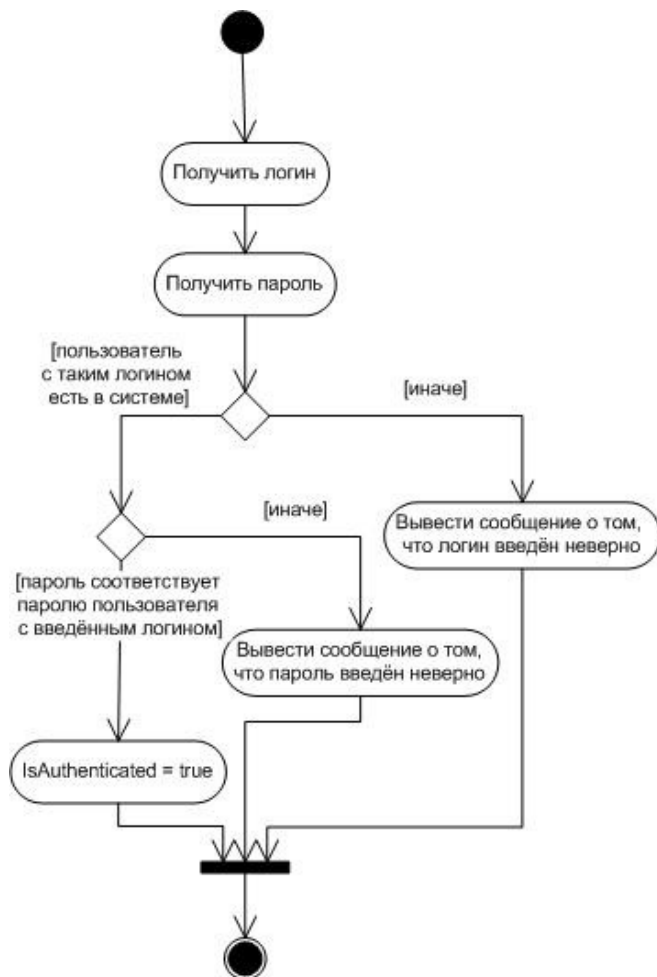 Получить логин
Получить пароль
[пользователь
с таким логином
есть в системе]
[иначе]
[иначе]
Вывести сообщение о том,
что логин введён неверно
[пароль соответствует
паролю пользователя
с введённым логином]
Вывести сообщение о том,
что пароль введён неверно
IsAuthenticated = true